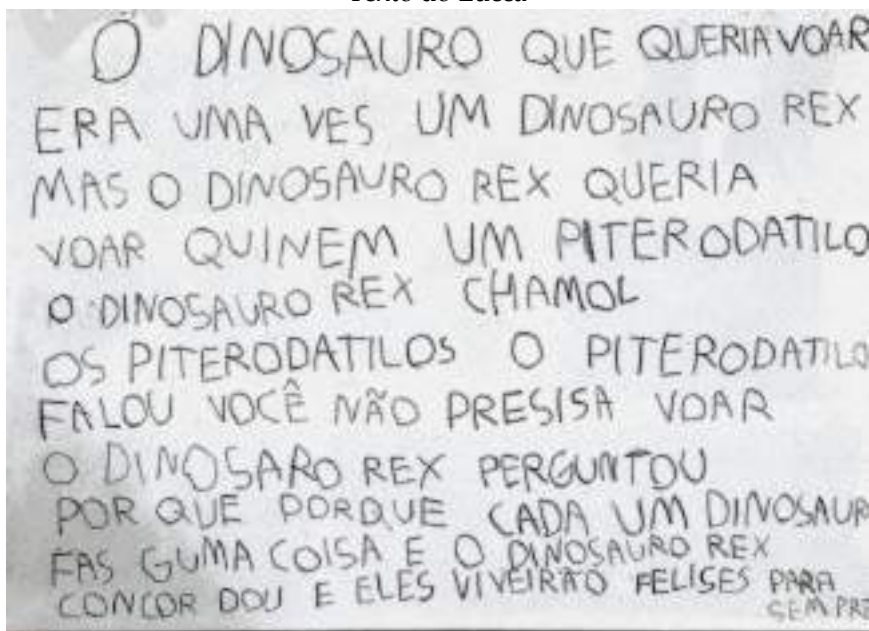 O DINOSAURO QUE QUERIA VOAR
ERA UMA VES UM DINOSAURO REX
MAS O DINOSAURO REX QUERIA
VOAR QUINEM UM PITERODATILO
O DINOSAURO REX CHAMOL
OS PITERODATILOS O PITERODATILO
FALOU VOCÊ NÃO PRESISA VOAR
O DINOSARO REX PERGUNTOU
POR QUE PORQUE CADA UM DINOSAUR
FAS GUMA COISA E O DINOSAURO REX
CONCOR DOU E ELES VIVEIRÃO FELISES PARA
SEMPRE